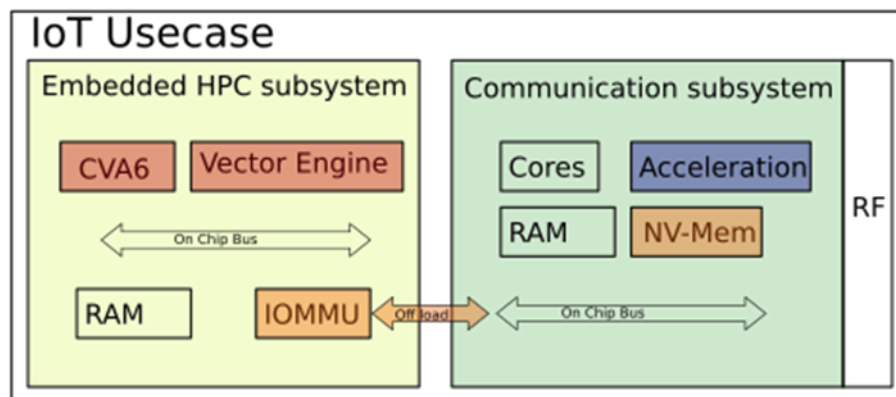 IoT Usecase
Embedded HPC subsystem
CVA6
Vector Engine
On Chip Bus
RAM
IOMMU
Off load
Communication subsystem
Cores
Acceleration
RAM
NV-Mem
On Chip Bus
RF